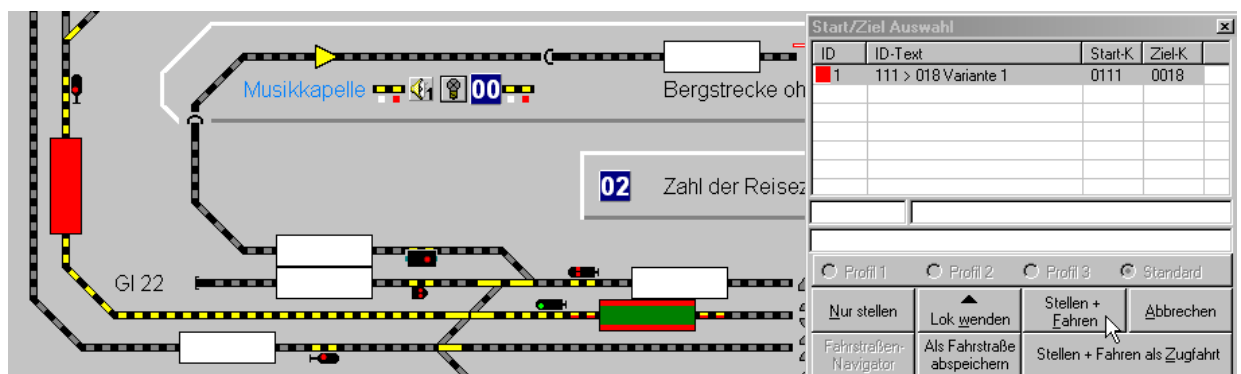 Musikkapelle
1
00
Bergstrecke oh
02
Zahl der Reisez
Gl 22
Start/Ziel Auswahl
x
ID ID-Text Start-K Ziel-K
1 111 > 018 Variante 1 0111 0018
Profil 1 Profil 2 Profil 3 Standard
Nur stellen
Lok wenden
Stellen +
Fahren
Abbrechen
Fahrstraßen-
Navigator
Als Fahrstraße
abspeichern
Stellen + Fahren als Zugfahrt